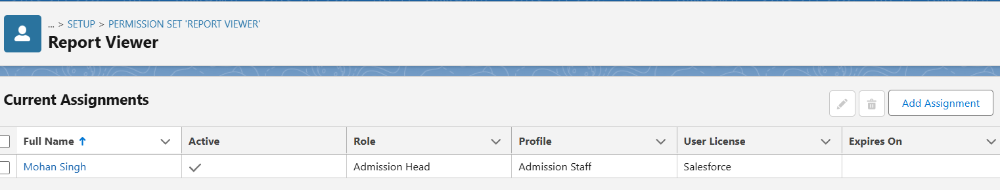 ... > SETUP > PERMISSION SET 'REPORT VIEWER'
Report Viewer
Current Assignments
Add Assignment
Full Name Active Role Profile User License Expires On
Mohan Singh Admission Head Admission Staff Salesforce